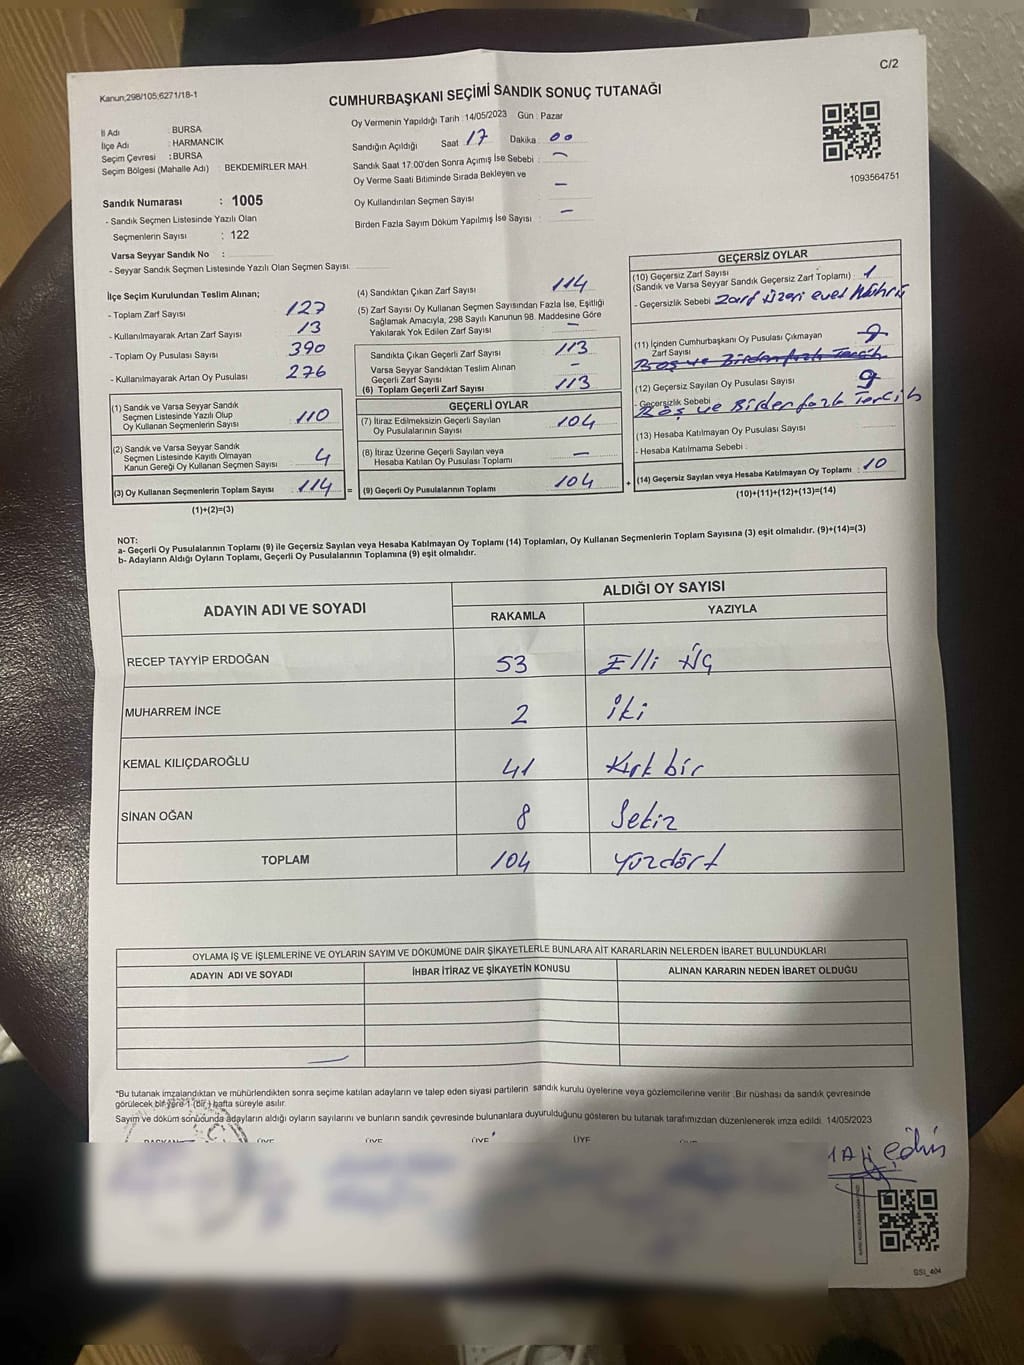 C/2
Kanun;298/105;6271/18-1
CUMHURBAŞKANI SEÇİMİ SANDIK SONUÇ TUTANAĞI
İl Adı : BURSA
İlçe Adı : HARMANCIK
Seçim Çevresi : BURSA
Seçim Bölgesi (Mahalle Adı) : BEKDEMİRLER MAH.
Sandık Numarası : 1005
- Sandık Seçmen Listesinde Yazılı Olan
Seçmenlerin Sayısı : 122
Varsa Seyyar Sandık No :
- Seyyar Sandık Seçmen Listesinde Yazılı Olan Seçmen Sayısı
Oy Vermenin Yapıldığı Tarih : 14/05/2023 Gün : Pazar
Sandığın Açıldığı Saat 17 Dakika : 00
Sandık Saat 17.00'den Sonra Açımış İse Sebebi : —
Oy Verme Saati Bitiminde Sırada Bekleyen ve
Oy Kullandırılan Seçmen Sayısı —
Birden Fazla Sayım Döküm Yapılmış İse Sayısı : —
1093564751
İlçe Seçim Kurulundan Teslim Alınan;
- Toplam Zarf Sayısı 127
- Kullanılmayarak Artan Zarf Sayısı 13
- Toplam Oy Pusulası Sayısı 390
- Kullanılmayarak Artan Oy Pusulası 276
(1) Sandık ve Varsa Seyyar Sandık
Seçmen Listesinde Yazılı Olup
Oy Kullanan Seçmenlerin Sayısı 110
(2) Sandık ve Varsa Seyyar Sandık
Seçmen Listesinde Kayıtlı Olmayan
Kanun Gereği Oy Kullanan Seçmen Sayısı 4
(3) Oy Kullanan Seçmenlerin Toplam Sayısı 114 =
(1)+(2)=(3)
(4) Sandıktan Çıkan Zarf Sayısı 114
(5) Zarf Sayısı Oy Kullanan Seçmen Sayısından Fazla İse, Eşitliği
Sağlamak Amacıyla, 298 Sayılı Kanunun 98. Maddesine Göre
Yakılarak Yok Edilen Zarf Sayısı —
Sandıkta Çıkan Geçerli Zarf Sayısı 113
Varsa Seyyar Sandıktan Teslim Alınan
Geçerli Zarf Sayısı —
(6) Toplam Geçerli Zarf Sayısı 113
GEÇERLİ OYLAR
(7) İtiraz Edilmeksizin Geçerli Sayılan
Oy Pusulalarının Sayısı 104
(8) İtiraz Üzerine Geçerli Sayılan veya
Hesaba Katılan Oy Pusulası Toplamı —
(9) Geçerli Oy Pusulalarının Toplamı 104 +
GEÇERSİZ OYLAR
(10) Geçersiz Zarf Sayısı
(Sandık ve Varsa Seyyar Sandık Geçersiz Zarf Toplamı) : 1
- Geçersizlik Sebebi Zarf üzeri evet
(11) İçinden Cumhurbaşkanı Oy Pusulası Çıkmayan
Zarf Sayısı
Boş ve Birden fazla Tercih
(12) Geçersiz Sayılan Oy Pusulası Sayısı : 9
- Geçersizlik Sebebi
Boş ve Birden fazla Tercih
(13) Hesaba Katılmayan Oy Pusulası Sayısı
- Hesaba Katılmama Sebebi :
(14) Geçersiz Sayılan veya Hesaba Katılmayan Oy Toplamı : 10
(10)+(11)+(12)+(13)=(14)
NOT:
a- Geçerli Oy Pusulalarının Toplamı (9) ile Geçersiz Sayılan veya Hesaba Katılmayan Oy Toplamı (14) Toplamları, Oy Kullanan Seçmenlerin Toplam Sayısına (3) eşit olmalıdır. (9)+(14)=(3)
b- Adayların Aldığı Oyların Toplamı, Geçerli Oy Pusulalarının Toplamına (9) eşit olmalıdır.
ADAYIN ADI VE SOYADI ALDIĞI OY SAYISI
RAKAMLA YAZIYLA
RECEP TAYYİP ERDOĞAN 53 Elli Üç
MUHARREM İNCE 2 iki
KEMAL KILIÇDAROĞLU 41 Kırk bir
SİNAN OĞAN 8 Sekiz
TOPLAM 104 yüzdört
OYLAMA İŞ VE İŞLEMLERİNE VE OYLARIN SAYIM VE DÖKÜMÜNE DAİR ŞİKAYETLERLE BUNLARA AİT KARARLARIN NELERDEN İBARET BULUNDUKLARI
ADAYIN ADI VE SOYADI İHBAR İTİRAZ VE ŞİKAYETİN KONUSU ALINAN KARARIN NEDEN İBARET OLDUĞU
*Bu tutanak imzalandıktan ve mühürlendikten sonra seçime katılan adayların ve talep eden siyasi partilerin sandık kurulu üyelerine veya gözlemcilerine verilir .Bir nüshası da sandık çevresinde
görülecek bir yere 1 (bir ) hafta süreyle asılır.
Sayım ve döküm sonucunda adayların aldığı oyların sayılarını ve bunların sandık çevresinde bulunanlara duyurulduğunu gösteren bu tutanak tarafımızdan düzenlenerek imza edildi. 14/05/2023
BAŞKAN ÜYE ÜYE ÜYE ÜYE
GSI_404